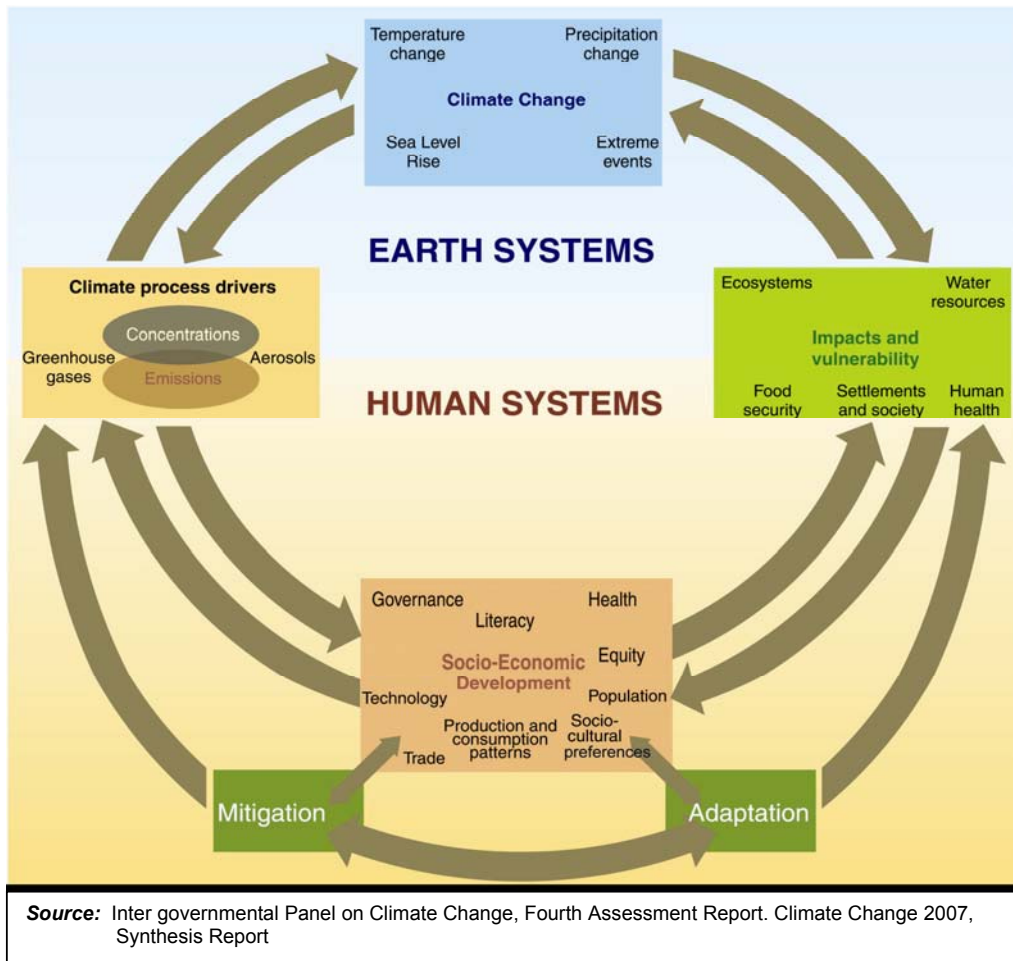 Temperature
change
Precipitation
change
Climate Change
Sea Level
Rise
Extreme
events
EARTH SYSTEMS
Climate process drivers
Concentrations
Greenhouse
gases
Aerosols
Emissions
Ecosystems
Water
resources
Impacts and
vulnerability
Food
security
Settlements
and society
Human
health
HUMAN SYSTEMS
Governance
Health
Literacy
Equity
Socio-Economic
Development
Technology
Population
Production and
consumption
patterns
Socio-
cultural
preferences
Trade
Mitigation
Adaptation
Source: Inter governmental Panel on Climate Change, Fourth Assessment Report. Climate Change 2007,
Synthesis Report